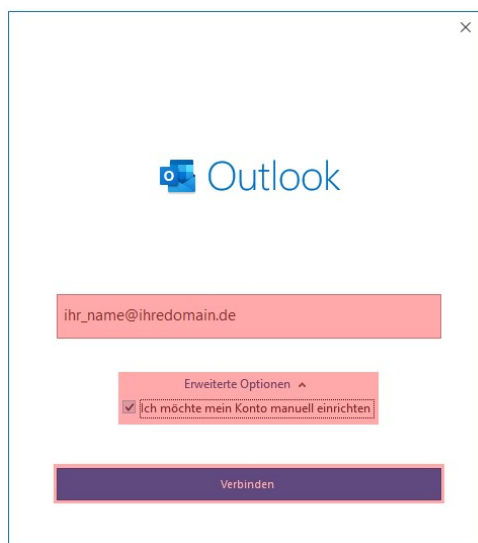 Outlook
ihr_name@ihredomain.de
Erweiterte Optionen
Ich möchte mein Konto manuell einrichten
Verbinden